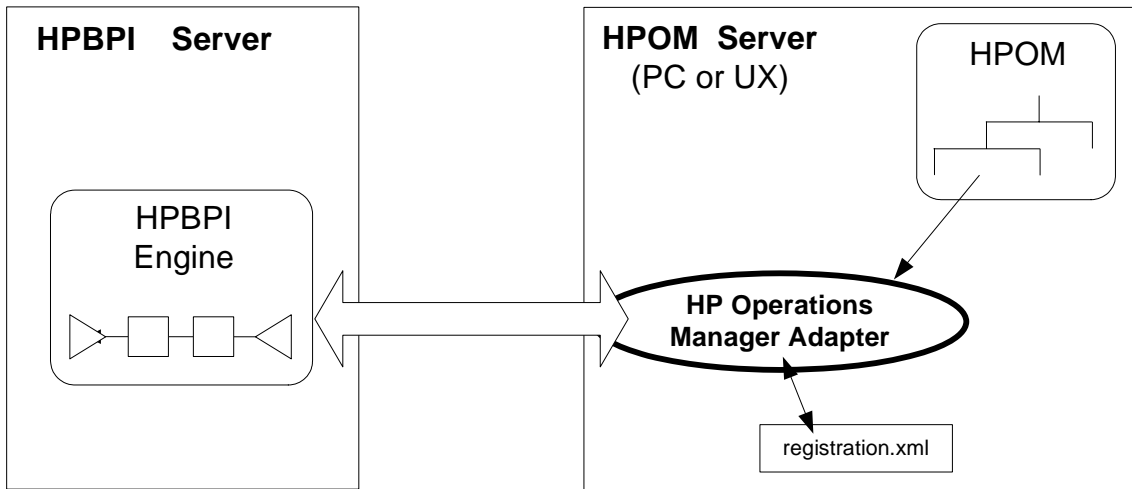 HPBPI Server
HPBPI
Engine
HPOM Server
(PC or UX)
HPOM
HP Operations
Manager Adapter
registration.xml